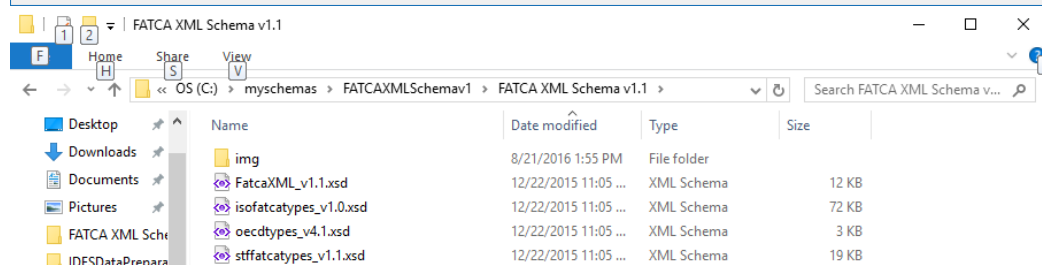 1 2 FATCA XML Schema v1.1
F Home Share View
H S V
« OS (C:) › myschemas › FATCAXMLSchemav1 › FATCA XML Schema v1.1 › Search FATCA XML Schema v...
Desktop Name Date modified Type Size
Downloads img 8/21/2016 1:55 PM File folder
Documents FatcaXML_v1.1.xsd 12/22/2015 11:05 ... XML Schema 12 KB
Pictures isofatcatypes_v1.0.xsd 12/22/2015 11:05 ... XML Schema 72 KB
FATCA XML Sche oecdtypes_v4.1.xsd 12/22/2015 11:05 ... XML Schema 3 KB
IDESDataPrepara stffatcatypes_v1.1.xsd 12/22/2015 11:05 ... XML Schema 19 KB